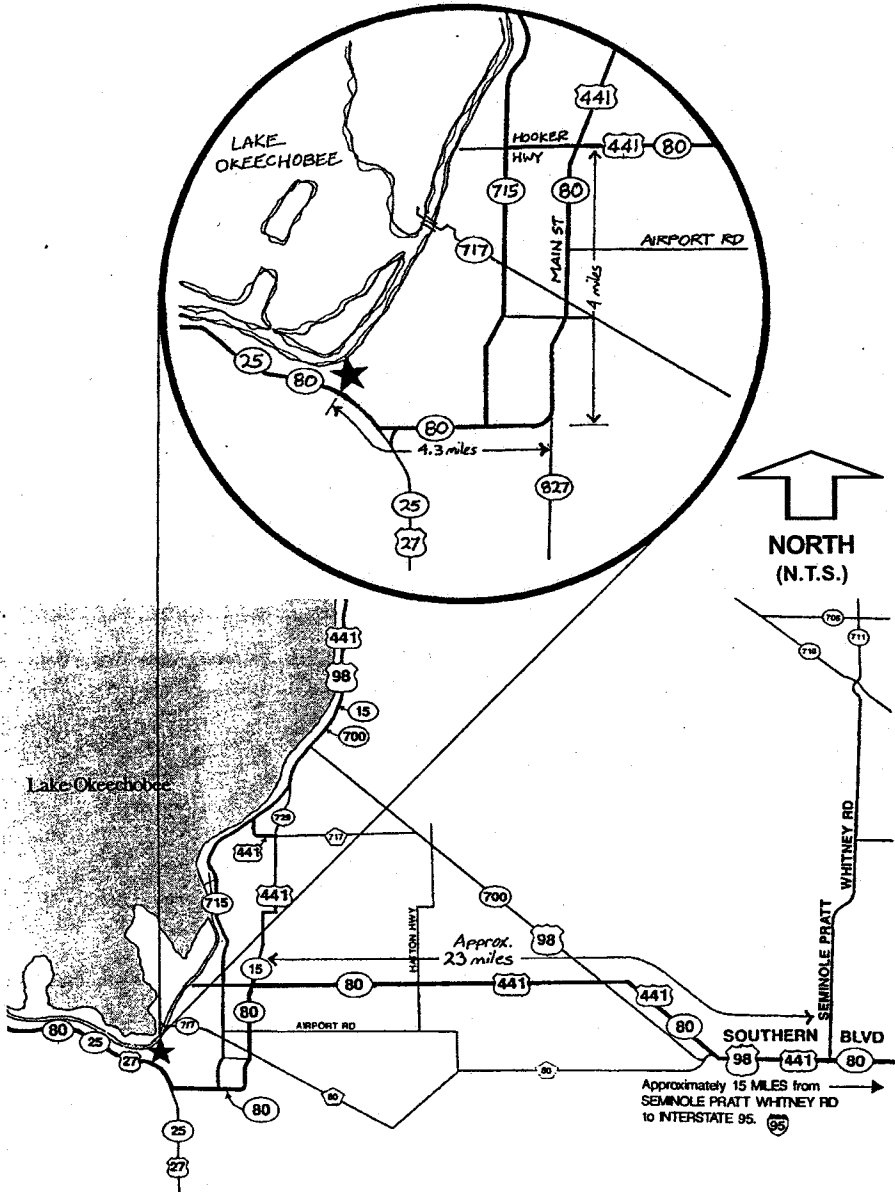 441
LAKE
OKEECHOBEE
HOOKER
HWY
441
80
715
80
MAIN ST
AIRPORT RD
717
4 miles
25
80
80
4.3 miles
827
25
27
NORTH
(N.T.S.)
441
98
15
700
706
711
710
Lake Okeechobee
717
441
715
441
700
WHITNEY RD
SEMINOLE PRATT
HATTON HWY
98
Approx.
23 miles
15
80
441
441
80
80
717
AIRPORT RD
80
25
27
SOUTHERN BLVD
98
441
80
80
80
80
Approximately 15 MILES from
SEMINOLE PRATT WHITNEY RD
to INTERSTATE 95.
95
25
27